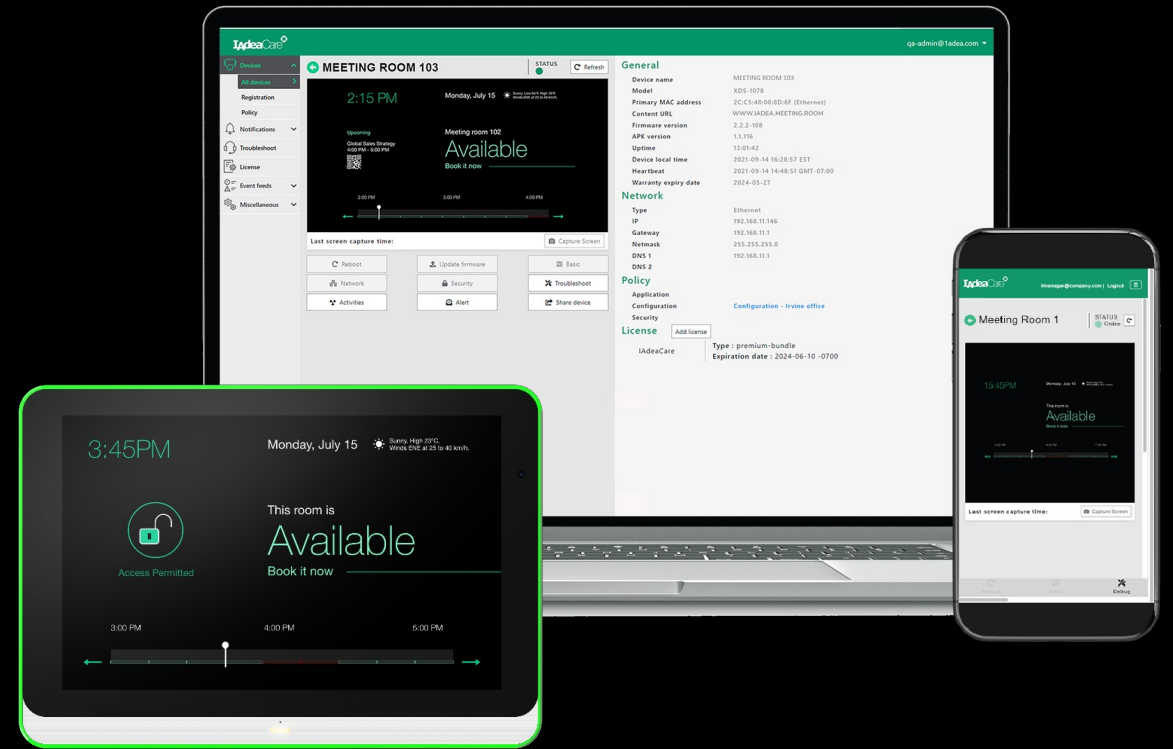 IAdeaCare
qa-admin@1adea.com
Devices
All devices
Registration
Policy
Notifications
Troubleshoot
License
Event feeds
Miscellaneous
MEETING ROOM 103
STATUS
Refresh
2:15 PM
Monday, July 15
Upcoming
Global Sales Strategy
4:00 PM - 5:00 PM
Meeting room 102
Available
Book it now
2:00 PM 3:00 PM 4:00 PM
Last screen capture time:
Capture Screen
Reboot Update firmware Basic
Network Security Troubleshoot
Activities Alert Share device
General
Device name MEETING ROOM 103
Model XDS-1078
Primary MAC address 2C:C5:48:00:8D:6F (Ethernet)
Content URL WWW.IADEA.MEETING.ROOM
Firmware version 2.2.2-108
APK version 1.1.116
Uptime 13:01:42
Device local time 2021-09-14 16:28:57 EST
Heartbeat 2021-09-14 14:48:51 GMT-07:00
Warranty expiry date 2024-05-27
Network
Type Ethernet
IP 192.168.11.146
Gateway 192.168.11.1
Netmask 255.255.255.0
DNS 1 192.168.11.1
DNS 2
Policy
Application
Configuration Configuration - Irvine office
Security
License Add license
IAdeaCare
Type : premium-bundle
Expiration date : 2024-06-10 -0700
3:45PM
Monday, July 15
Sunny. High 23°C.
Winds ENE at 25 to 40 km/h.
Access Permitted
This room is
Available
Book it now
3:00 PM 4:00 PM 5:00 PM
IAdeaCare
itmanager@company.com | Logout
Meeting Room 1
STATUS
Online
15:45PM
Monday, July 15
This room is
Available
Book it now
Last screen capture time:
Capture Screen
Debug